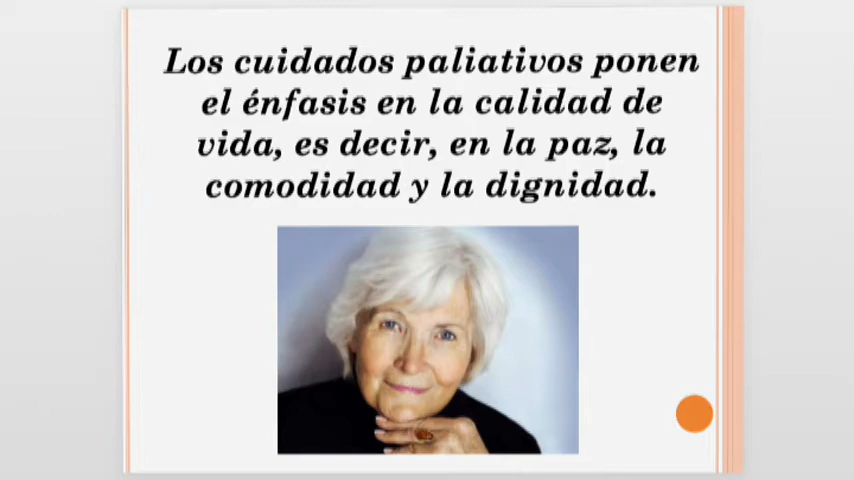 Los cuidados paliativos ponen
el énfasis en la calidad de
vida, es decir, en la paz, la
comodidad y la dignidad.